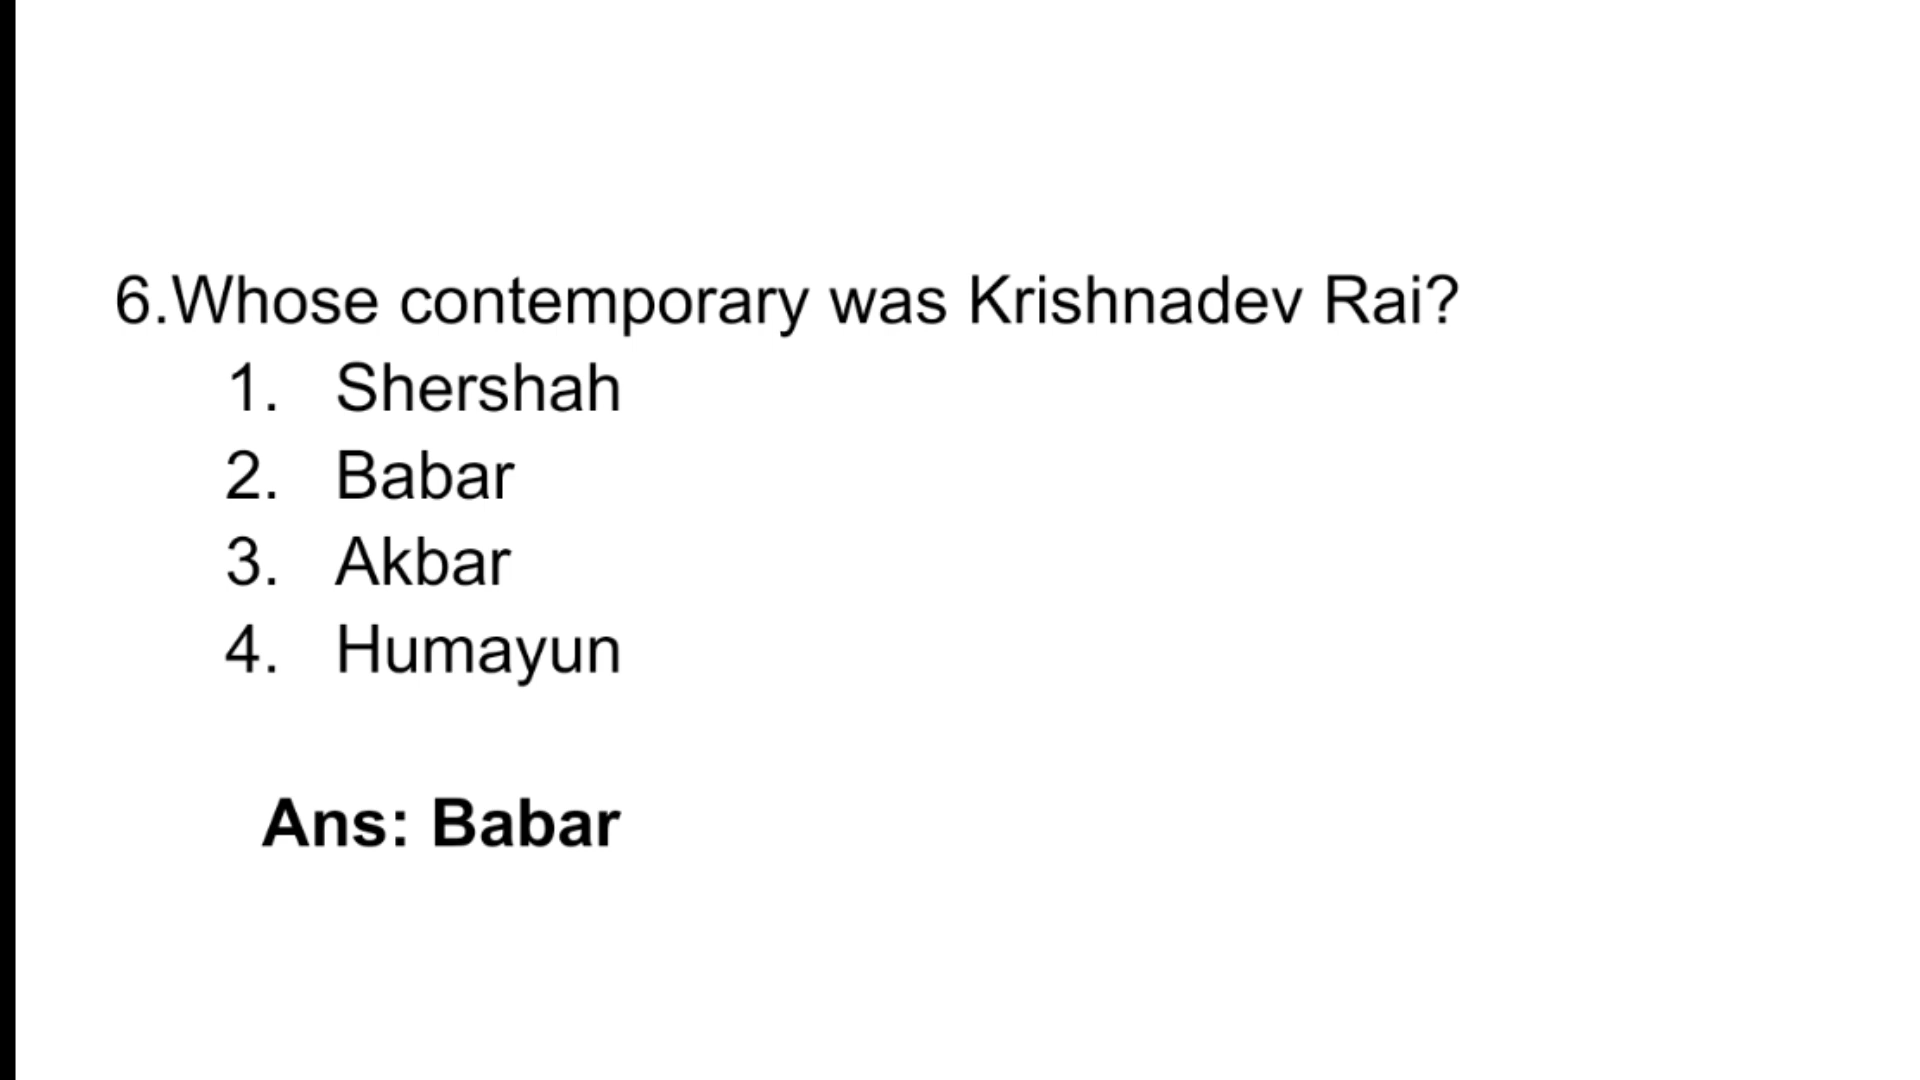 6.Whose contemporary was Krishnadev Rai?
1. Shershah
2. Babar
3. Akbar
4. Humayun
Ans: Babar